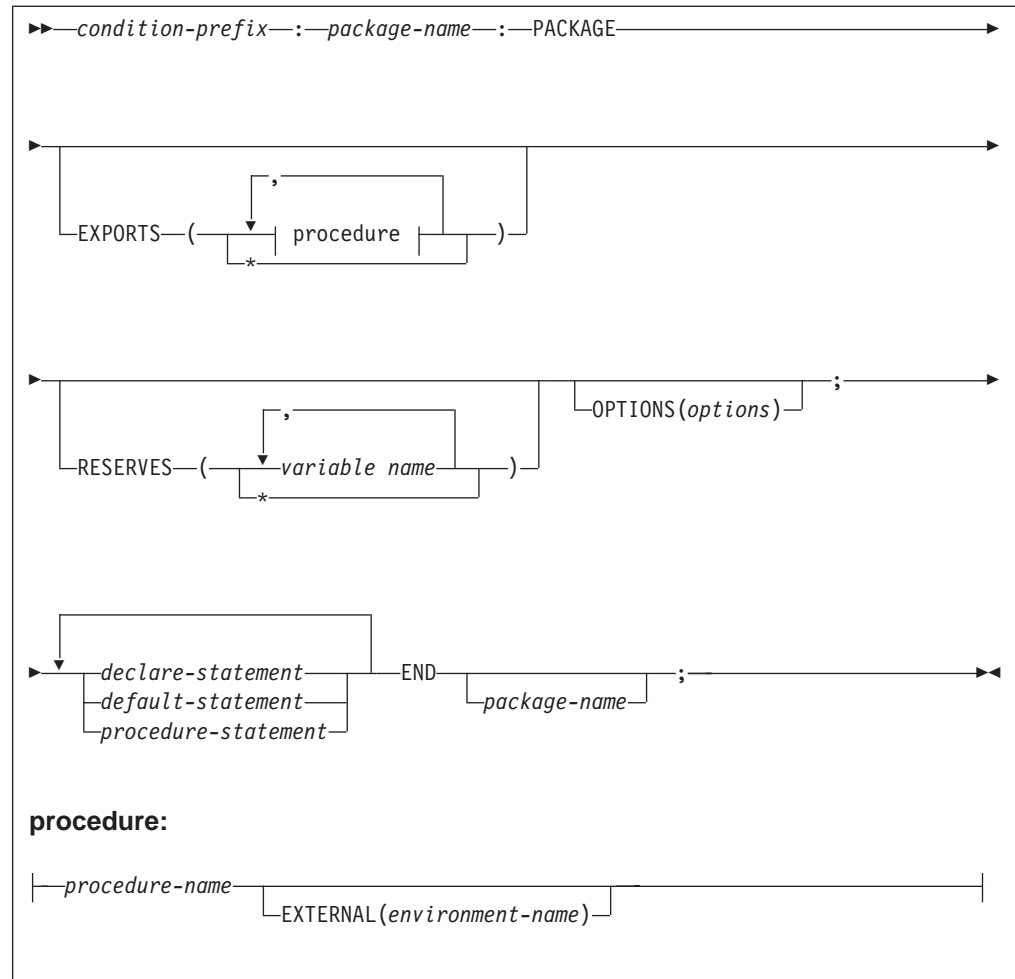 condition-prefix : package-name : PACKAGE
,
EXPORTS ( procedure )
*
,
RESERVES ( variable name ) OPTIONS(options) ;
*
declare-statement END package-name ;
default-statement
procedure-statement
procedure:
procedure-name EXTERNAL(environment-name)